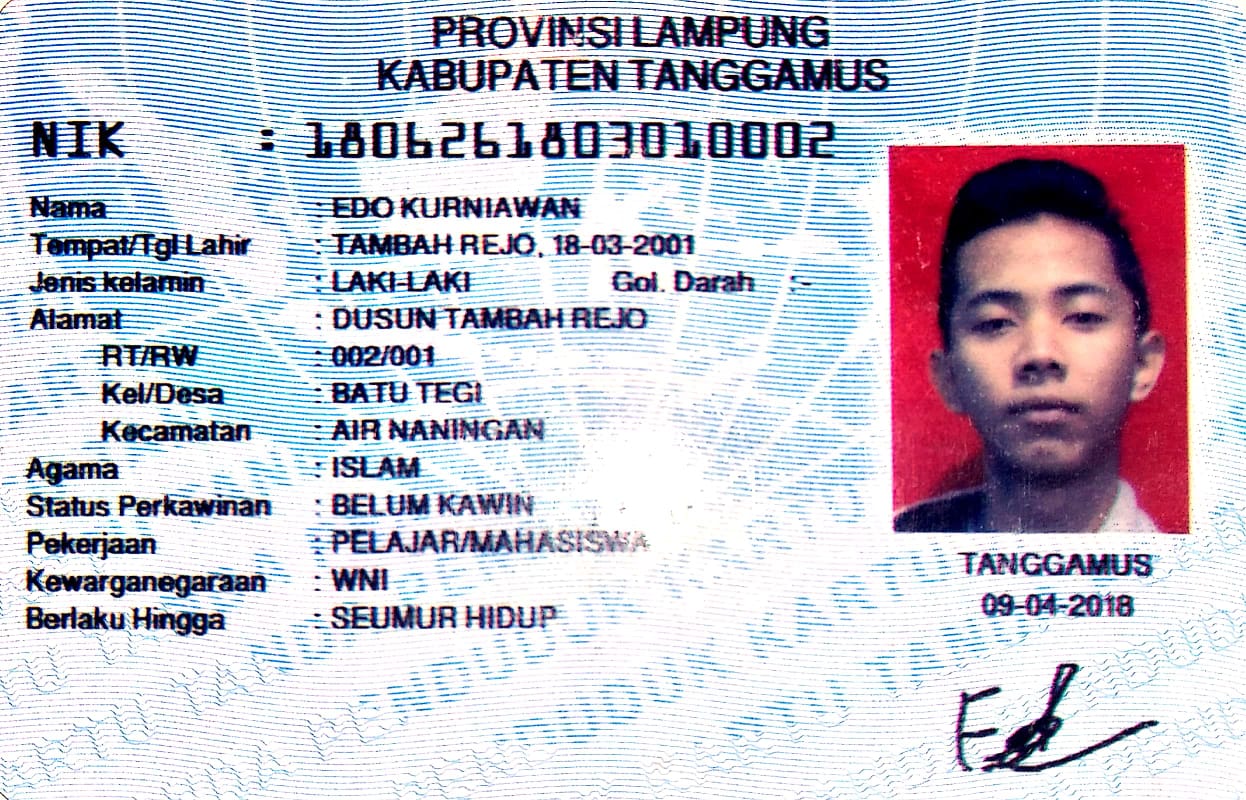 PROVINSI LAMPUNG
KABUPATEN TANGGAMUS
NIK : 1806261803010002
Nama : EDO KURNIAWAN
Tempat/Tgl Lahir : TAMBAH REJO, 18-03-2001
Jenis kelamin : LAKI-LAKI Gol. Darah :-
Alamat : DUSUN TAMBAH REJO
RT/RW : 002/001
Kel/Desa : BATU TEGI
Kecamatan : AIR NANINGAN
Agama : ISLAM
Status Perkawinan : BELUM KAWIN
Pekerjaan : PELAJAR/MAHASISWA
Kewarganegaraan : WNI
Berlaku Hingga : SEUMUR HIDUP
TANGGAMUS
09-04-2018